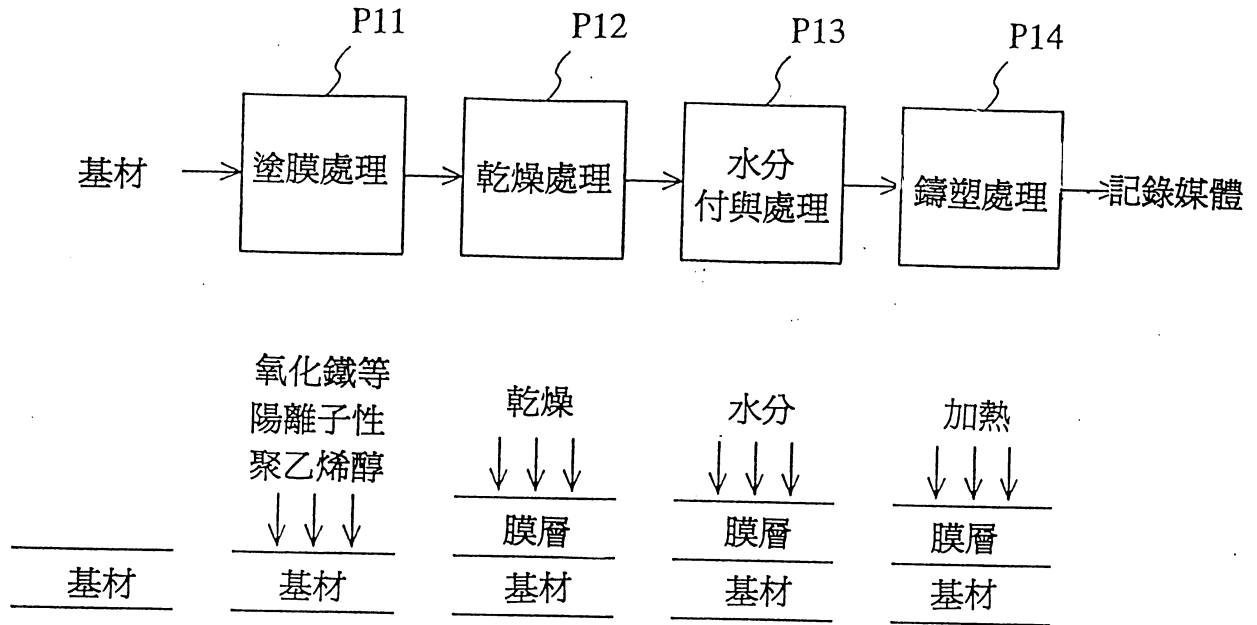 P11
P12
P13
P14
基材
塗膜處理
乾燥處理
水分
付與處理
鑄塑處理
記錄媒體
氧化鐵等
陽離子性
聚乙烯醇
乾燥
水分
加熱
膜層
膜層
膜層
基材
基材
基材
基材
基材